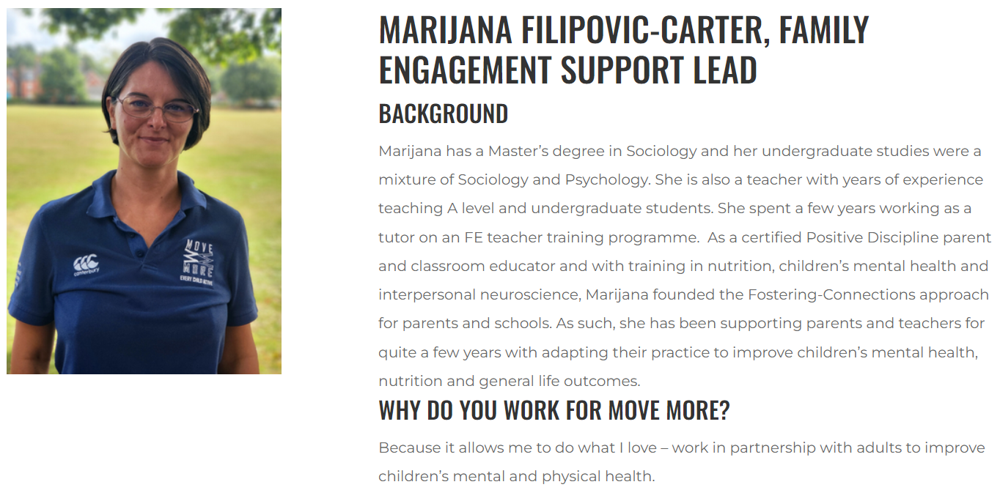 MARIJANA FILIPOVIC-CARTER, FAMILY
ENGAGEMENT SUPPORT LEAD
BACKGROUND
Marijana has a Master’s degree in Sociology and her undergraduate studies were a
mixture of Sociology and Psychology. She is also a teacher with years of experience
teaching A level and undergraduate students. She spent a few years working as a
tutor on an FE teacher training programme.  As a certified Positive Discipline parent
and classroom educator and with training in nutrition, children’s mental health and
interpersonal neuroscience, Marijana founded the Fostering-Connections approach
for parents and schools. As such, she has been supporting parents and teachers for
quite a few years with adapting their practice to improve children’s mental health,
nutrition and general life outcomes.
WHY DO YOU WORK FOR MOVE MORE?
Because it allows me to do what I love – work in partnership with adults to improve
children’s mental and physical health.
canterbury
MOVE
MORE
EVERY CHILD ACTIVE